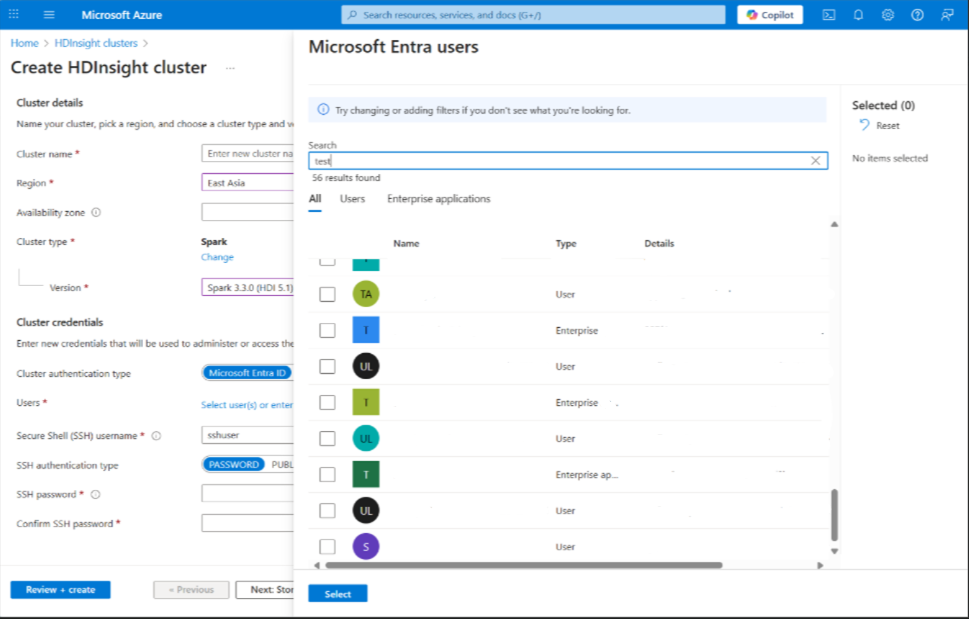 Microsoft Azure
Search resources, services, and docs (G+/)
Copilot
Home > HDInsight clusters >
Create HDInsight cluster ...
Cluster details
Name your cluster, pick a region, and choose a cluster type and
Cluster name *
Enter new cluster na
Region *
East Asia
Availability zone
Cluster type *
Spark
Change
Version *
Spark 3.3.0 (HDI 5.1)
Cluster credentials
Enter new credentials that will be used to administer or access the
Cluster authentication type
Microsoft Entra ID
Users *
Select user(s) or enter
Secure Shell (SSH) username *
sshuser
SSH authentication type
PASSWORD
PUBL
SSH password *
Confirm SSH password *
Review + create
« Previous
Next: Stor
Microsoft Entra users
Try changing or adding filters if you don't see what you're looking for.
Search
test
56 results found
All
Users
Enterprise applications
Name
Type
Details
TA
User
T
Enterprise
UL
User
T
Enterprise
UL
User
T
Enterprise ap...
UL
User
S
User
Select
Selected (0)
Reset
No items selected